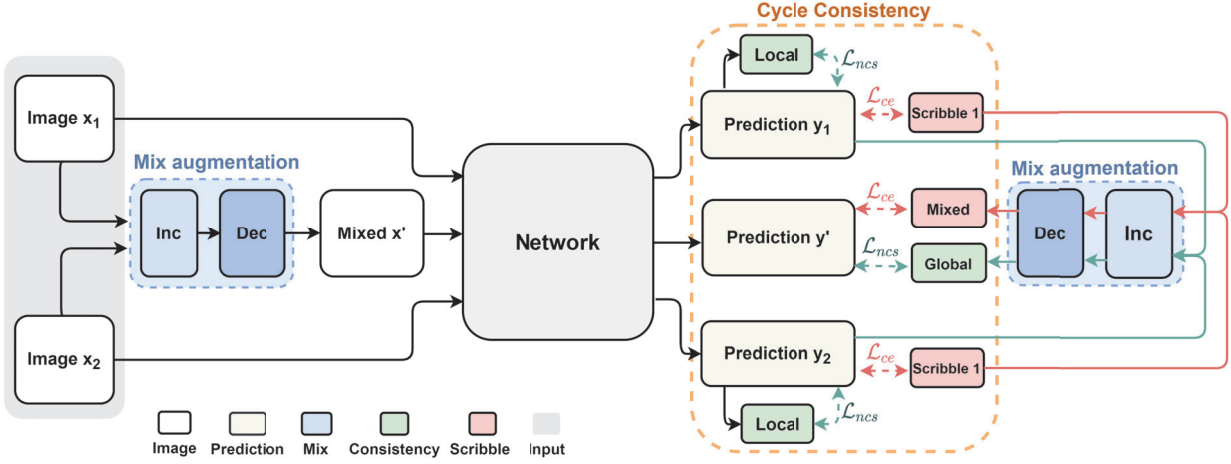 Cycle Consistency
Local
ℒncs
Image x1
Prediction y1
ℒce
Scribble 1
Mix augmentation
Inc
Dec
Mixed x'
Network
Prediction y'
ℒce
Mixed
ℒncs
Global
Mix augmentation
Dec
Inc
Image x2
Prediction y2
ℒce
Scribble 1
Local
ℒncs
Image
Prediction
Mix
Consistency
Scribble
Input